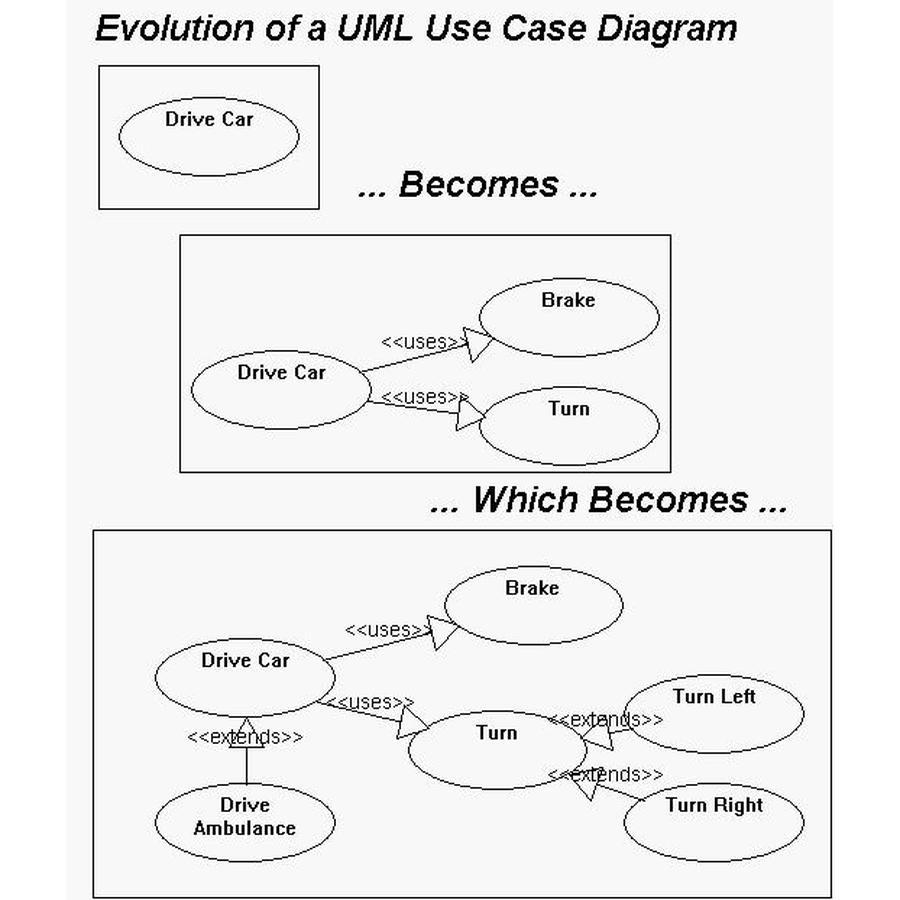 Evolution of a UML Use Case Diagram
Drive Car
... Becomes ...
Brake
<<uses>>
Drive Car
<<uses>>
Turn
... Which Becomes ...
Brake
<<uses>>
Drive Car
<<uses>>
Turn Left
<<extends>>
Turn
<<extends>>
<<extends>>
Drive
Ambulance
Turn Right